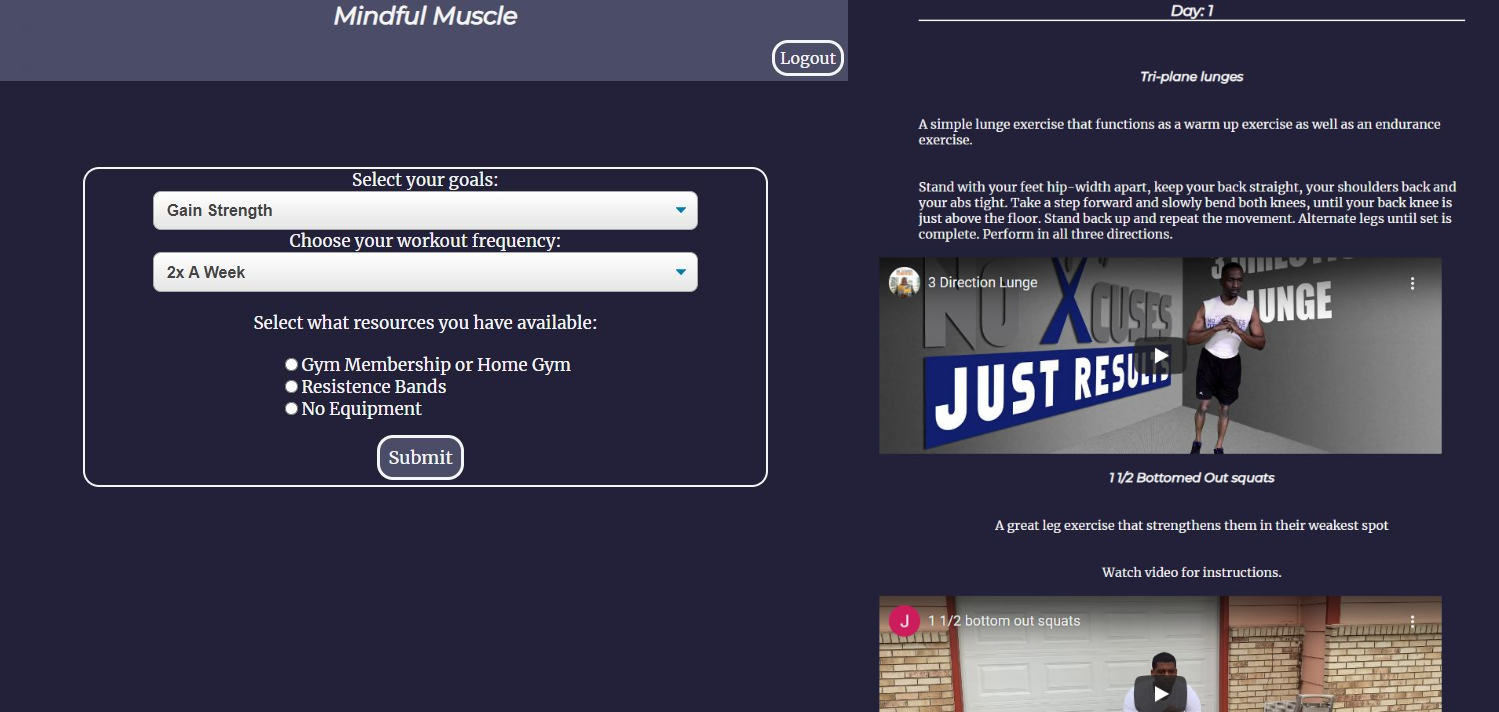 Mindful Muscle
Logout
Select your goals:
Gain Strength
Choose your workout frequency:
2x A Week
Select what resources you have available:
Gym Membership or Home Gym
Resistence Bands
No Equipment
Submit
Day: 1
Tri-plane lunges
A simple lunge exercise that functions as a warm up exercise as well as an endurance
exercise.
Stand with your feet hip-width apart, keep your back straight, your shoulders back and
your abs tight. Take a step forward and slowly bend both knees, until your back knee is
just above the floor. Stand back up and repeat the movement. Alternate legs until set is
complete. Perform in all three directions.
3 Direction Lunge
NO XCUSES
JUST RESULTS
LUNGE
1 1/2 Bottomed Out squats
A great leg exercise that strengthens them in their weakest spot
Watch video for instructions.
J
1 1/2 bottom out squats